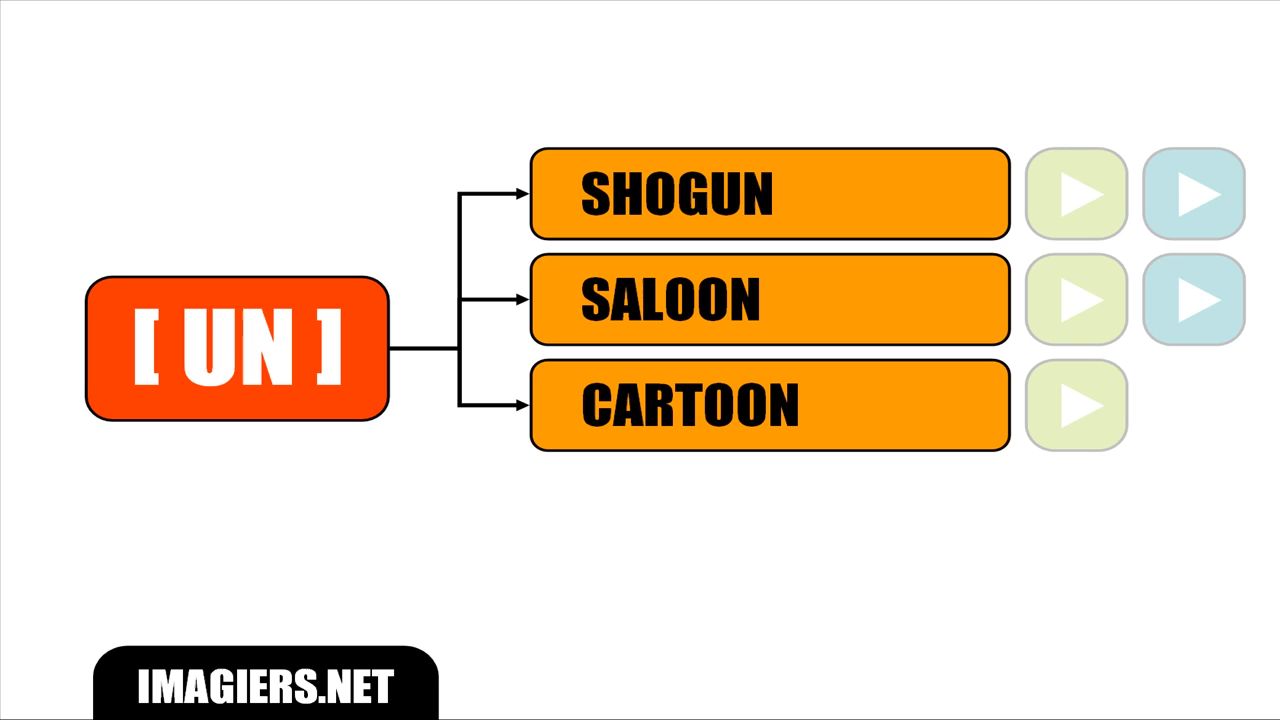 [ UN ]
SHOGUN
SALOON
CARTOON
IMAGIERS.NET